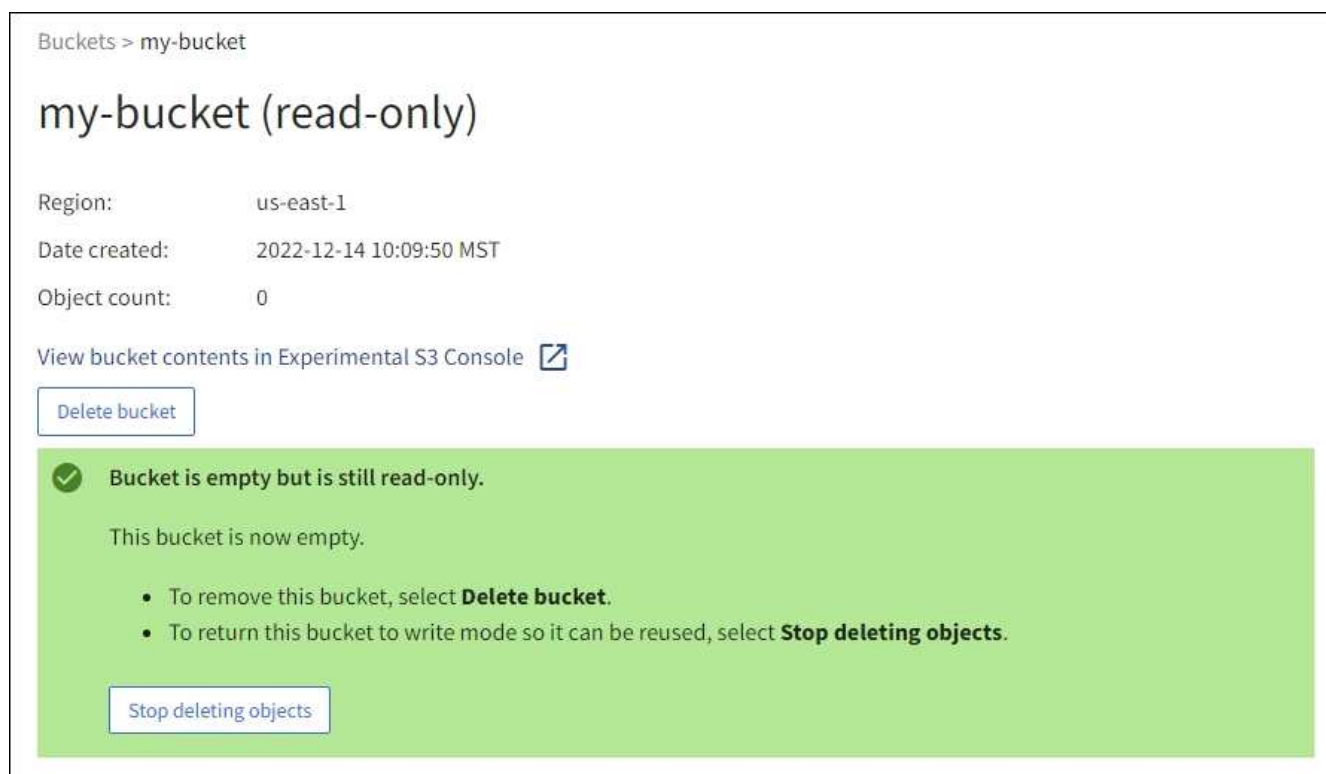 Buckets > my-bucket
my-bucket (read-only)
Region: us-east-1
Date created: 2022-12-14 10:09:50 MST
Object count: 0
View bucket contents in Experimental S3 Console
Delete bucket
Bucket is empty but is still read-only.
This bucket is now empty.
• To remove this bucket, select Delete bucket.
• To return this bucket to write mode so it can be reused, select Stop deleting objects.
Stop deleting objects